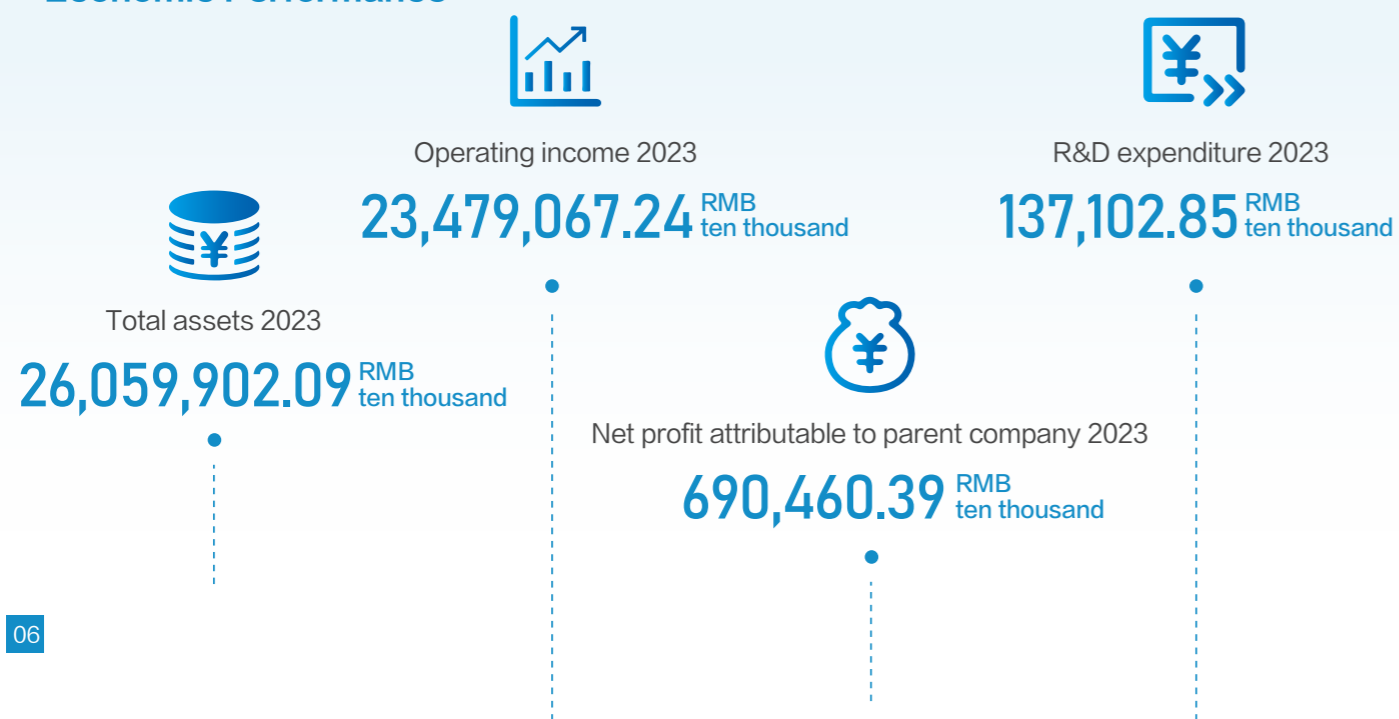 Economic Performance
Operating income 2023
23,479,067.24 RMB
ten thousand
R&D expenditure 2023
137,102.85 RMB
ten thousand
Total assets 2023
26,059,902.09 RMB
ten thousand
Net profit attributable to parent company 2023
690,460.39 RMB
ten thousand
06